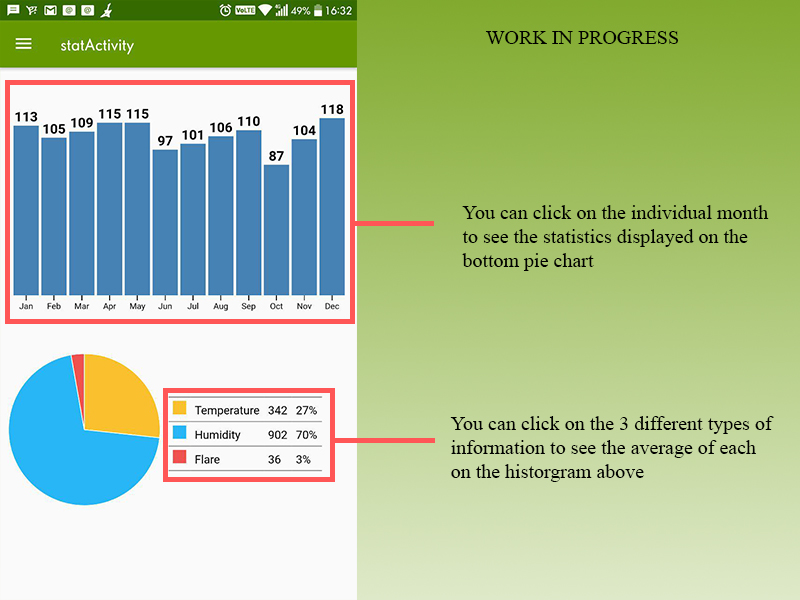 49% 16:32
VoLTE
statActivity
WORK IN PROGRESS
113 105 109 115 115 97 101 106 110 87 104 118
Jan Feb Mar Apr May Jun Jul Aug Sep Oct Nov Dec
You can click on the individual month
to see the statistics displayed on the
bottom pie chart
Temperature 342 27%
Humidity 902 70%
Flare 36 3%
You can click on the 3 different types of
information to see the average of each
on the historgram above